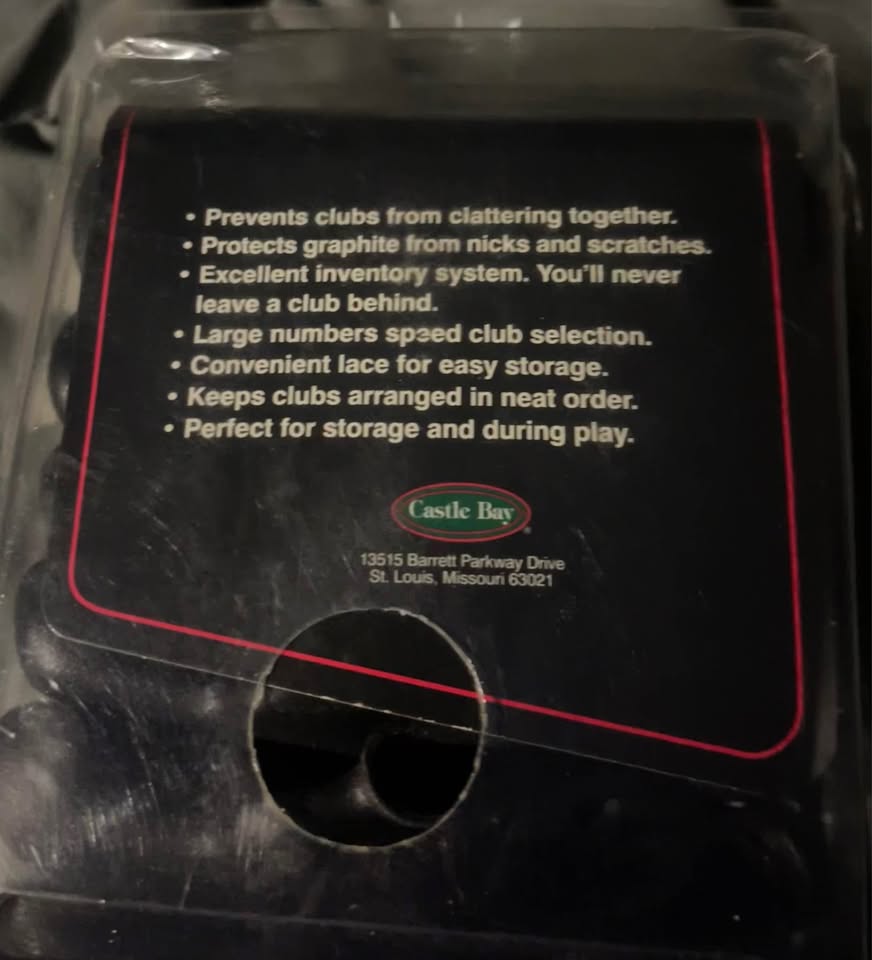 • Prevents clubs from clattering together.
• Protects graphite from nicks and scratches.
• Excellent inventory system. You'll never
leave a club behind.
• Large numbers speed club selection.
• Convenient lace for easy storage.
• Keeps clubs arranged in neat order.
• Perfect for storage and during play.
Castle Bay®
13515 Barrett Parkway Drive
St. Louis, Missouri 63021